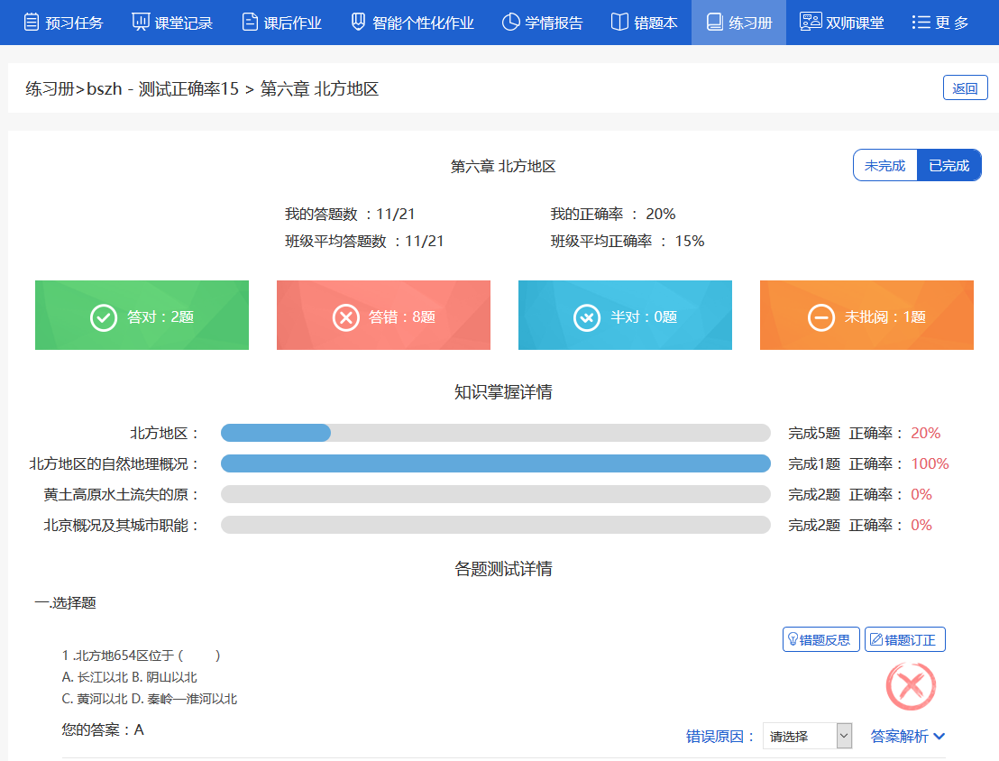 预习任务 课堂记录 课后作业 智能个性化作业 学情报告 错题本 练习册 双师课堂 更 多
练习册>bszh - 测试正确率15 > 第六章 北方地区 返回
第六章 北方地区 未完成 已完成
我的答题数 ：11/21 我的正确率 ： 20%
班级平均答题数 ：11/21 班级平均正确率 ： 15%
答对：2题 答错：8题 半对：0题 未批阅：1题
知识掌握详情
北方地区： 完成5题 正确率： 20%
北方地区的自然地理概况： 完成1题 正确率： 100%
黄土高原水土流失的原： 完成2题 正确率： 0%
北京概况及其城市职能： 完成2题 正确率： 0%
各题测试详情
一.选择题
错题反思 错题订正
1 .北方地654区位于 (        )
A. 长江以北 B. 阴山以北
C. 黄河以北 D. 秦岭—淮河以北
您的答案：A
错误原因： 请选择 答案解析